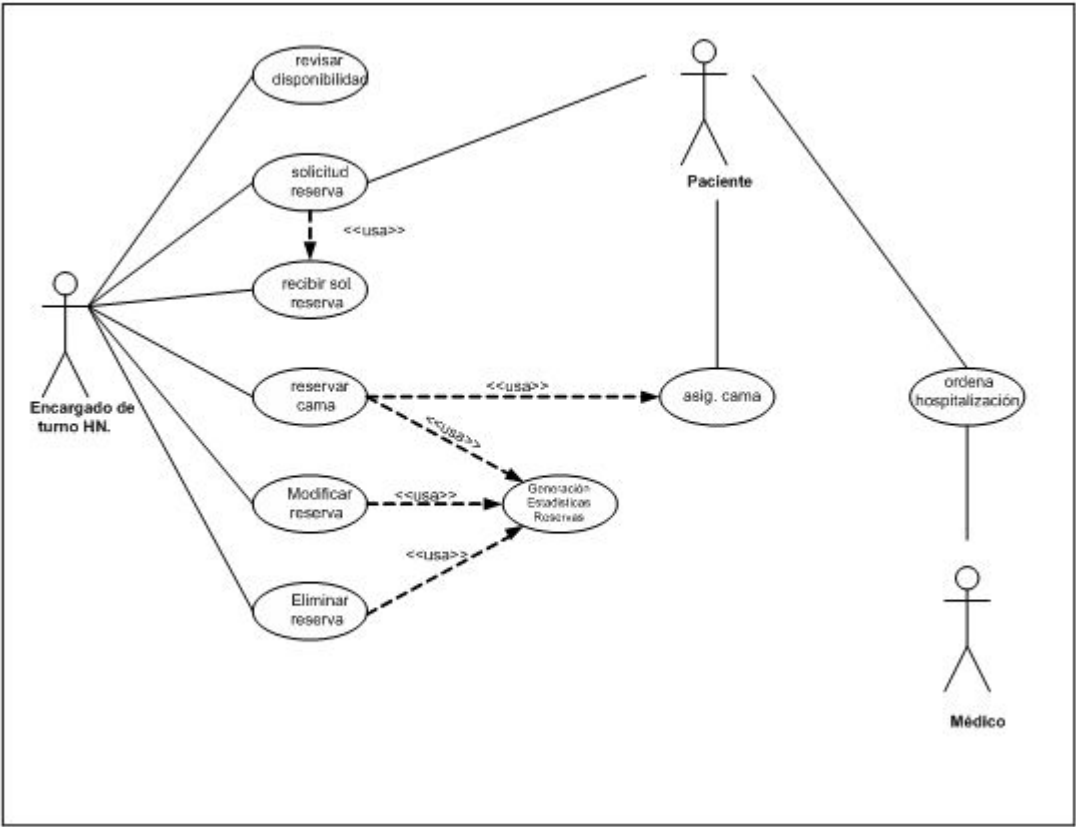 revisar
disponibilidad
solicitud
reserva
Paciente
<<usa>>
recibir sol
reserva
Encargado de
turno HN.
reservar
cama
<<usa>>
asig. cama
ordena
hospitalización
<<usa>>
Modificar
reserva
<<usa>>
Generación
Estadisticas
Reservas
<<usa>>
Eliminar
reserva
Médico